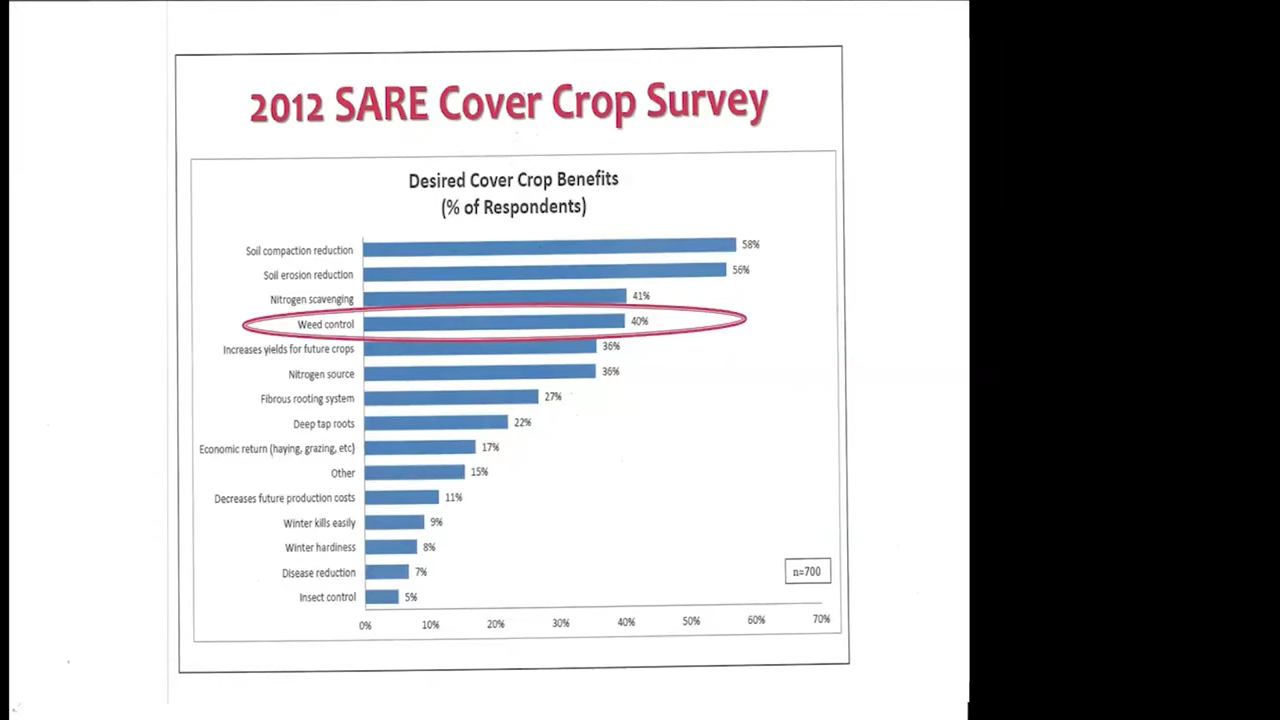 2012 SARE Cover Crop Survey
Desired Cover Crop Benefits
(% of Respondents)
Soil compaction reduction 58%
Soil erosion reduction 56%
Nitrogen scavenging 41%
Weed control 40%
Increases yields for future crops 36%
Nitrogen source 36%
Fibrous rooting system 27%
Deep tap roots 22%
Economic return (haying, grazing, etc) 17%
Other 15%
Decreases future production costs 11%
Winter kills easily 9%
Winter hardiness 8%
Disease reduction 7%
Insect control 5%
n=700
0% 10% 20% 30% 40% 50% 60% 70%